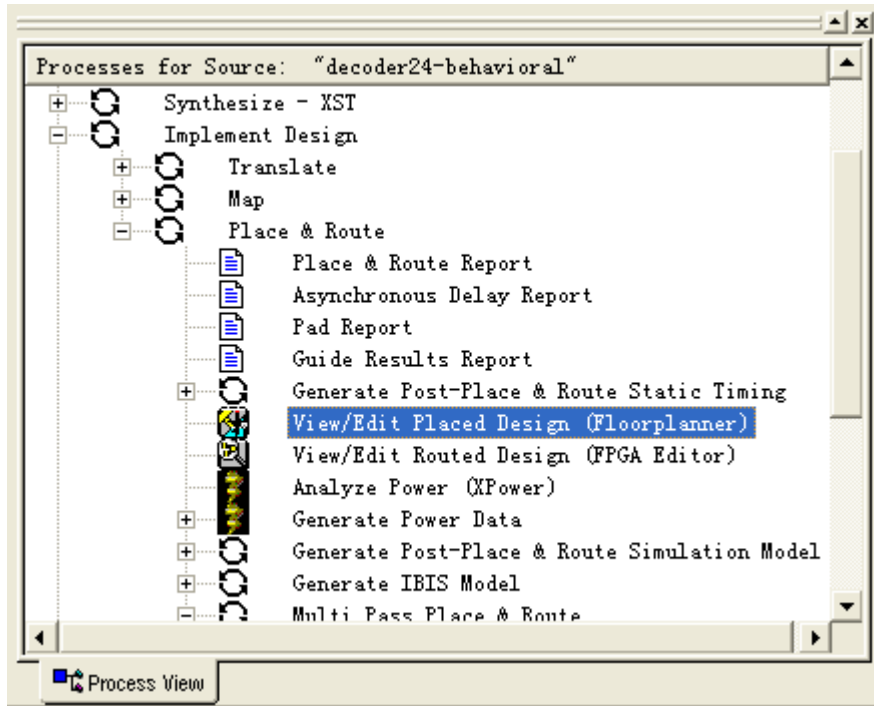 Processes for Source: "decoder24-behavioral"
Synthesize - XST
Implement Design
Translate
Map
Place & Route
Place & Route Report
Asynchronous Delay Report
Pad Report
Guide Results Report
Generate Post-Place & Route Static Timing
View/Edit Placed Design (Floorplanner)
View/Edit Routed Design (FPGA Editor)
Analyze Power (XPower)
Generate Power Data
Generate Post-Place & Route Simulation Model
Generate IBIS Model
Multi Pass Place & Route
Process View